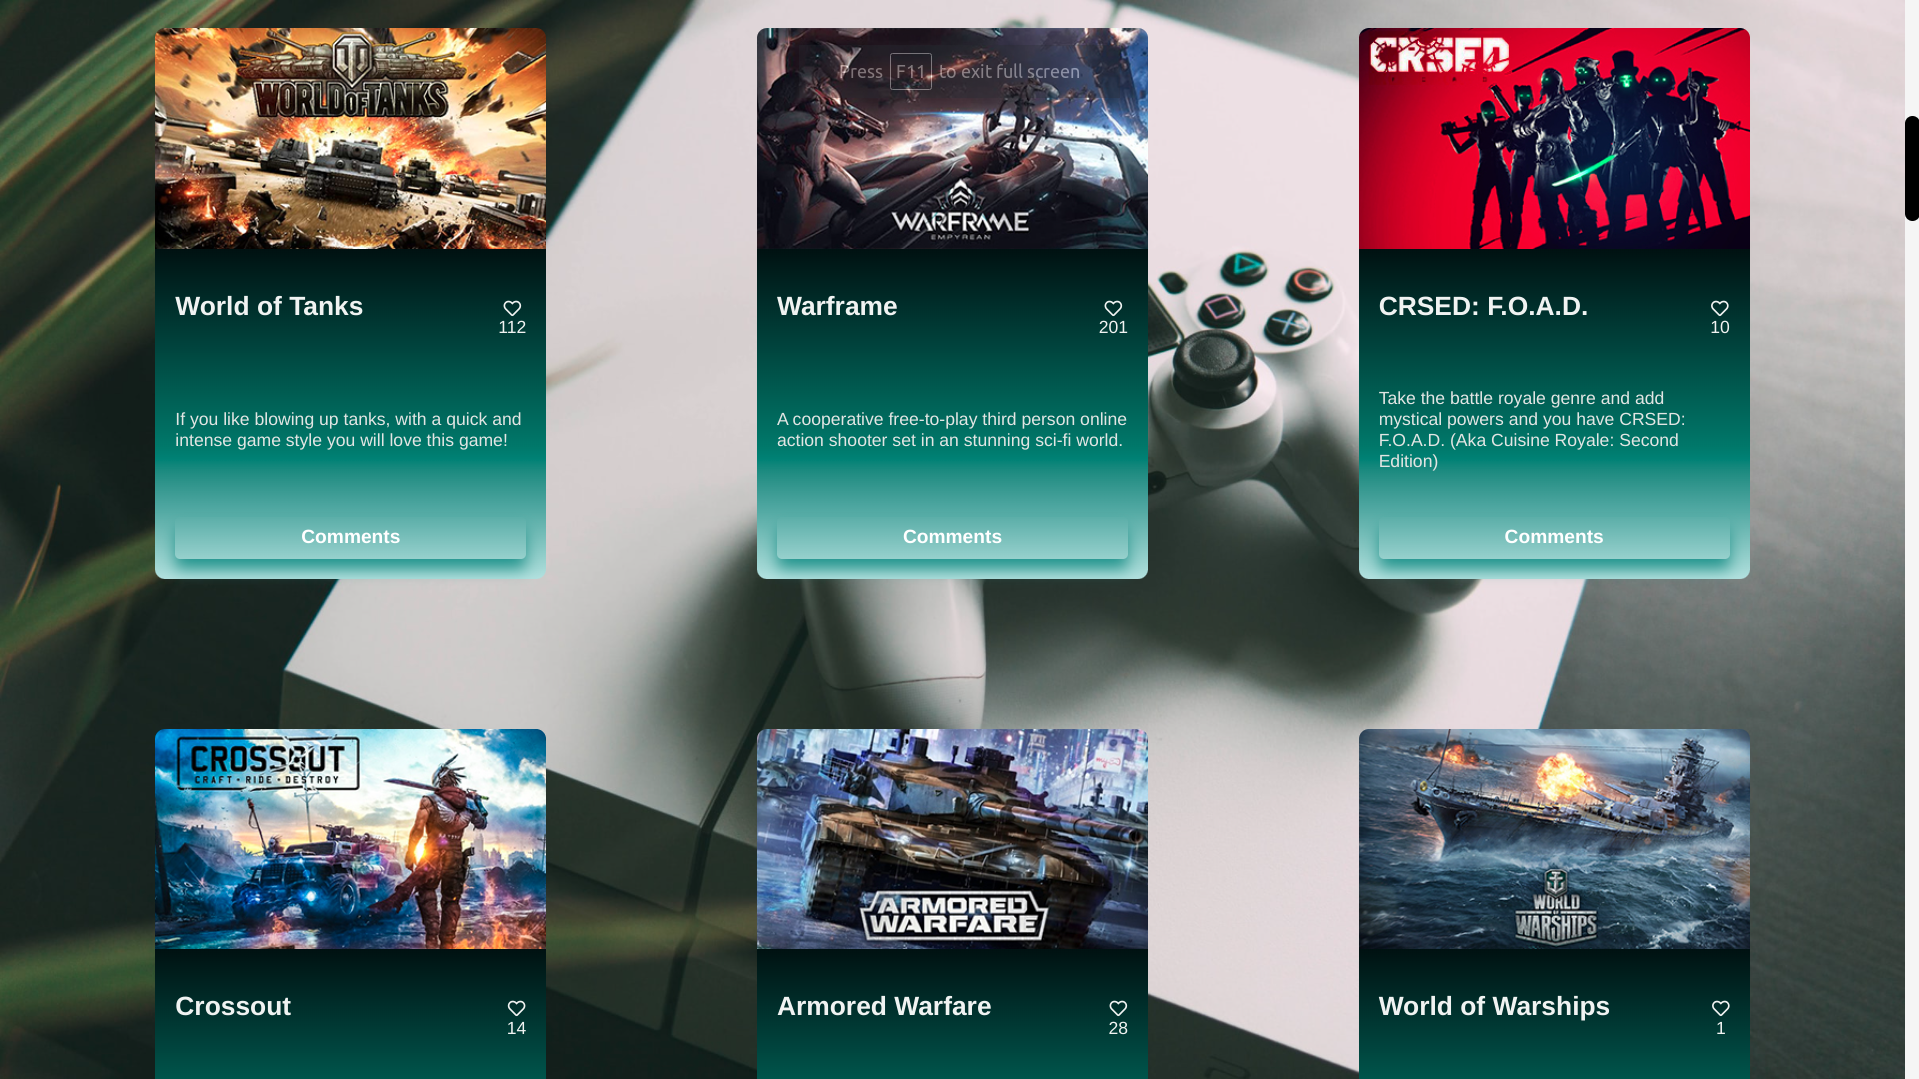 WORLD OF TANKS
Press F11 to exit full screen
WARFRAME
EMPYREAN
CRSED
World of Tanks
112
Warframe
201
CRSED: F.O.A.D.
10
If you like blowing up tanks, with a quick and
intense game style you will love this game!
A cooperative free-to-play third person online
action shooter set in an stunning sci-fi world.
Take the battle royale genre and add
mystical powers and you have CRSED:
F.O.A.D. (Aka Cuisine Royale: Second
Edition)
Comments
Comments
Comments
CROSSOUT
CRAFT • RIDE • DESTROY
ARMORED
WARFARE
WORLD
OF
WARSHIPS
Crossout
14
Armored Warfare
28
World of Warships
1